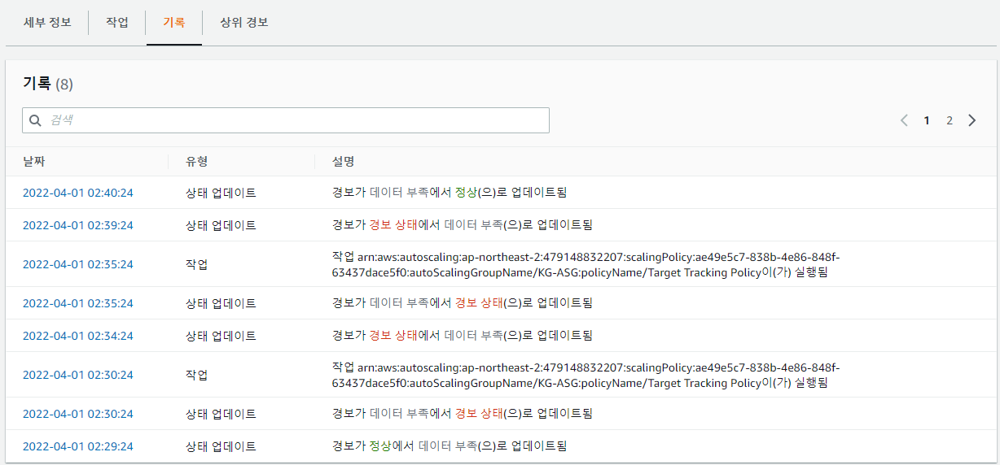 세부 정보
작업
기록
상위 경보
기록 (8)
검색
1 2
날짜 유형 설명
2022-04-01 02:40:24 상태 업데이트 경보가 데이터 부족에서 정상(으)로 업데이트됨
2022-04-01 02:39:24 상태 업데이트 경보가 경보 상태에서 데이터 부족(으)로 업데이트됨
2022-04-01 02:35:24 작업 작업 arn:aws:autoscaling:ap-northeast-2:479148832207:scalingPolicy:ae49e5c7-838b-4e86-848f-
63437dace5f0:autoScalingGroupName/KG-ASG:policyName/Target Tracking Policy이(가) 실행됨
2022-04-01 02:35:24 상태 업데이트 경보가 데이터 부족에서 경보 상태(으)로 업데이트됨
2022-04-01 02:34:24 상태 업데이트 경보가 경보 상태에서 데이터 부족(으)로 업데이트됨
2022-04-01 02:30:24 작업 작업 arn:aws:autoscaling:ap-northeast-2:479148832207:scalingPolicy:ae49e5c7-838b-4e86-848f-
63437dace5f0:autoScalingGroupName/KG-ASG:policyName/Target Tracking Policy이(가) 실행됨
2022-04-01 02:30:24 상태 업데이트 경보가 데이터 부족에서 경보 상태(으)로 업데이트됨
2022-04-01 02:29:24 상태 업데이트 경보가 정상에서 데이터 부족(으)로 업데이트됨